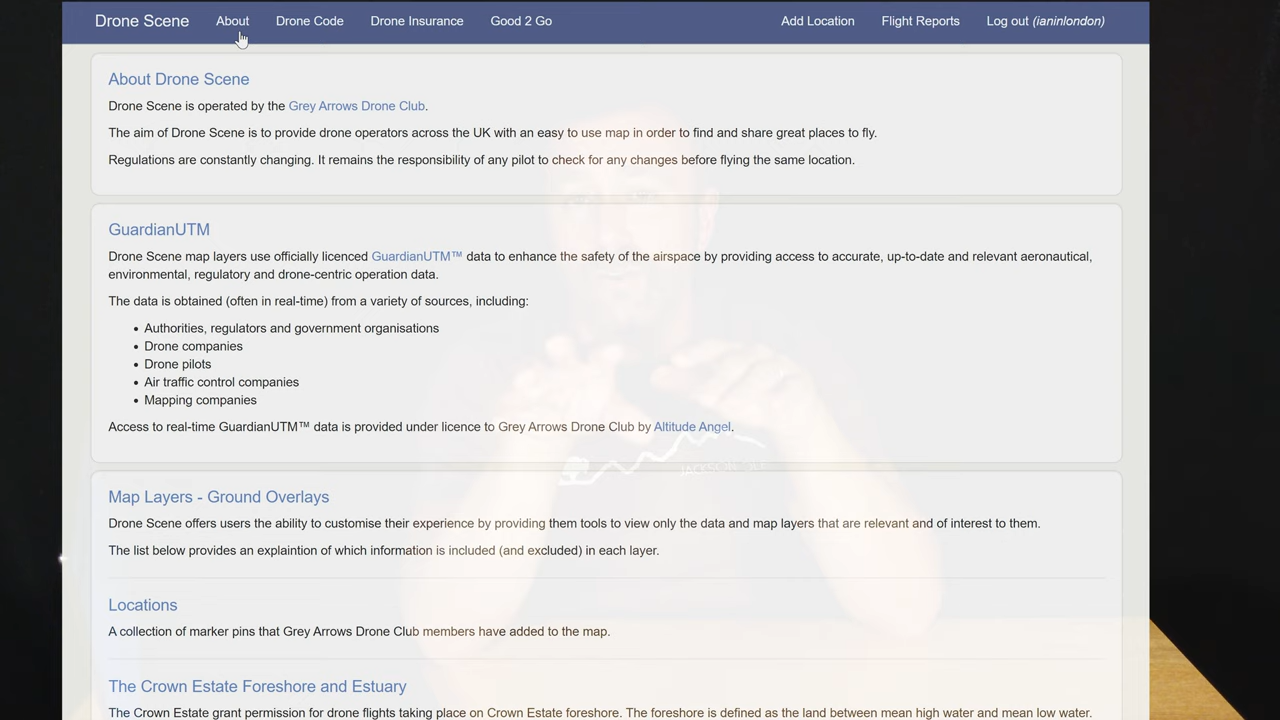 Drone Scene About Drone Code Drone Insurance Good 2 Go Add Location Flight Reports Log out (ianinlondon)
About Drone Scene
Drone Scene is operated by the Grey Arrows Drone Club.
The aim of Drone Scene is to provide drone operators across the UK with an easy to use map in order to find and share great places to fly.
Regulations are constantly changing. It remains the responsibility of any pilot to check for any changes before flying the same location.
GuardianUTM
Drone Scene map layers use officially licenced GuardianUTM™ data to enhance the safety of the airspace by providing access to accurate, up-to-date and relevant aeronautical,
environmental, regulatory and drone-centric operation data.
The data is obtained (often in real-time) from a variety of sources, including:
• Authorities, regulators and government organisations
• Drone companies
• Drone pilots
• Air traffic control companies
• Mapping companies
Access to real-time GuardianUTM™ data is provided under licence to Grey Arrows Drone Club by Altitude Angel.
Map Layers - Ground Overlays
Drone Scene offers users the ability to customise their experience by providing them tools to view only the data and map layers that are relevant and of interest to them.
The list below provides an explaintion of which information is included (and excluded) in each layer.
Locations
A collection of marker pins that Grey Arrows Drone Club members have added to the map.
The Crown Estate Foreshore and Estuary
The Crown Estate grant permission for drone flights taking place on Crown Estate foreshore. The foreshore is defined as the land between mean high water and mean low water.